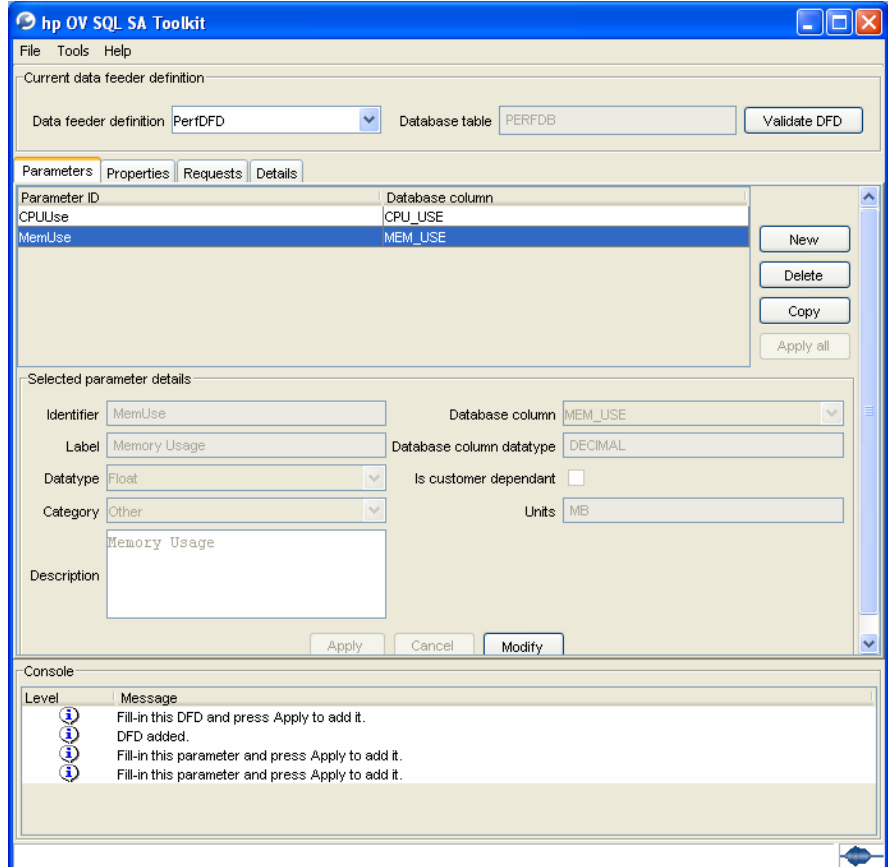 hp OV SQL SA Toolkit
File Tools Help
Current data feeder definition
Data feeder definition PerfDFD Database table PERFDB Validate DFD
Parameters Properties Requests Details
Parameter ID Database column
CPUUse CPU_USE
MemUse MEM_USE
New
Delete
Copy
Apply all
Selected parameter details
Identifier MemUse Database column MEM_USE
Label Memory Usage Database column datatype DECIMAL
Datatype Float Is customer dependant
Category Other Units MB
Description Memory Usage
Apply Cancel Modify
Console
Level Message
Fill-in this DFD and press Apply to add it.
DFD added.
Fill-in this parameter and press Apply to add it.
Fill-in this parameter and press Apply to add it.